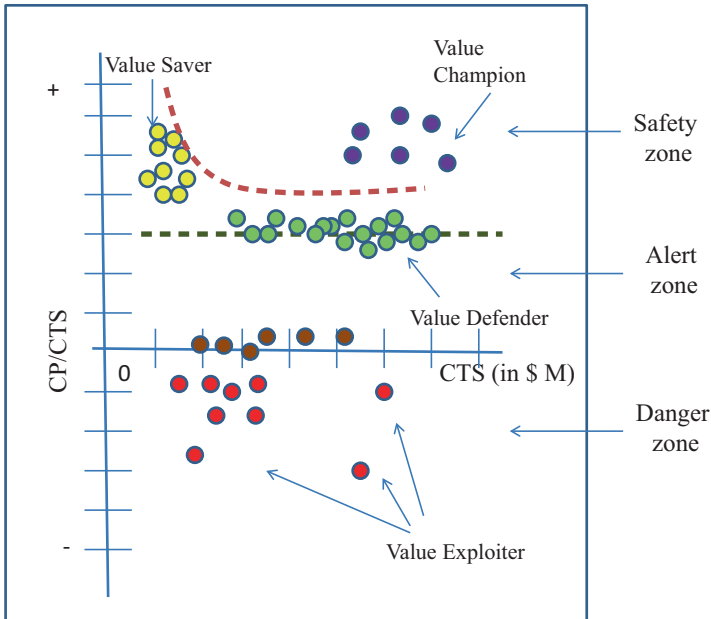 Value Saver
Value
Champion
+
Safety
zone
Alert
zone
Value Defender
CP/CTS
0
CTS (in $ M)
Danger
zone
-
Value Exploiter